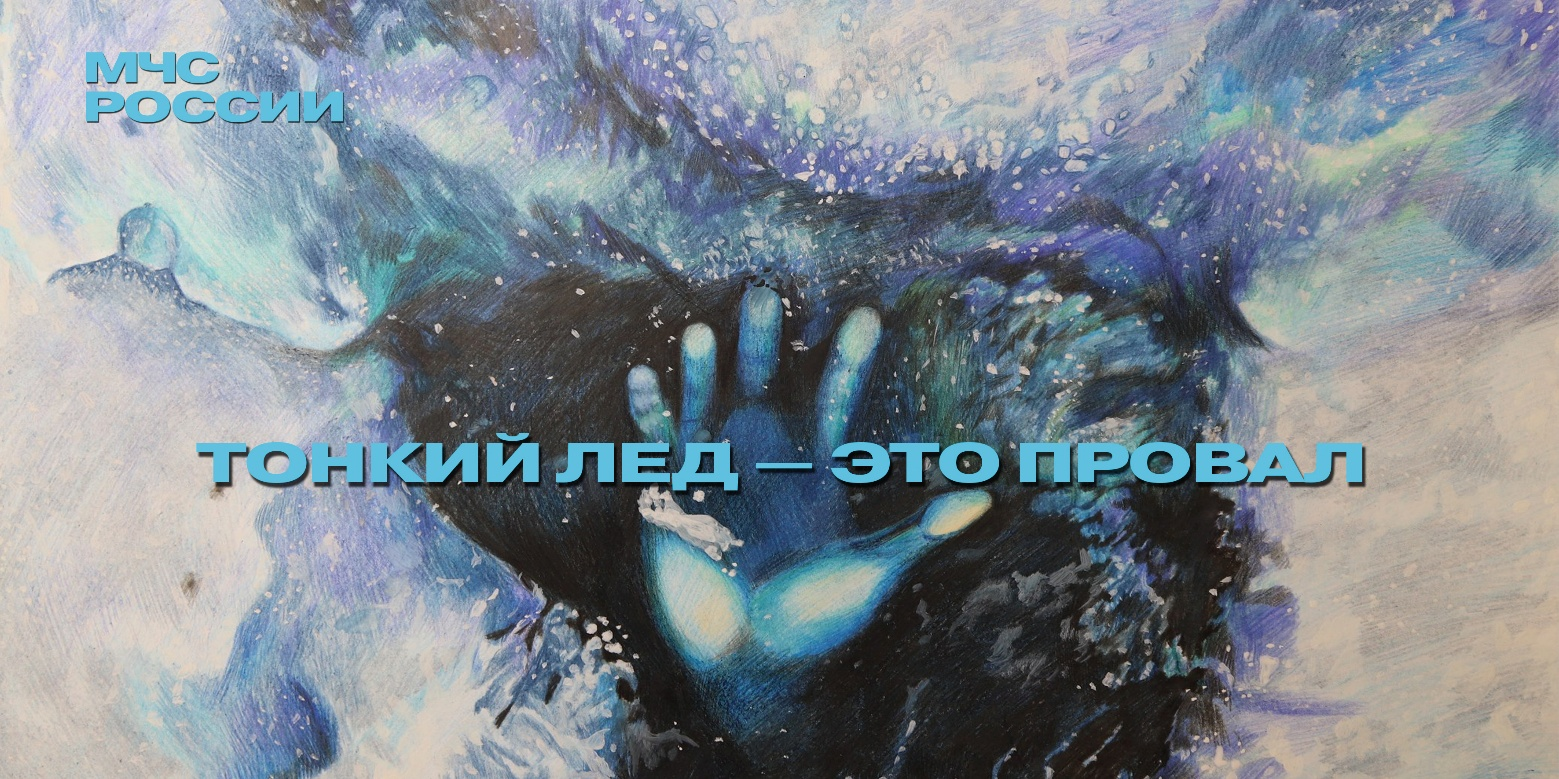 МЧС
РОССИИ
ТОНКИЙ ЛЕД — ЭТО ПРОВАЛ